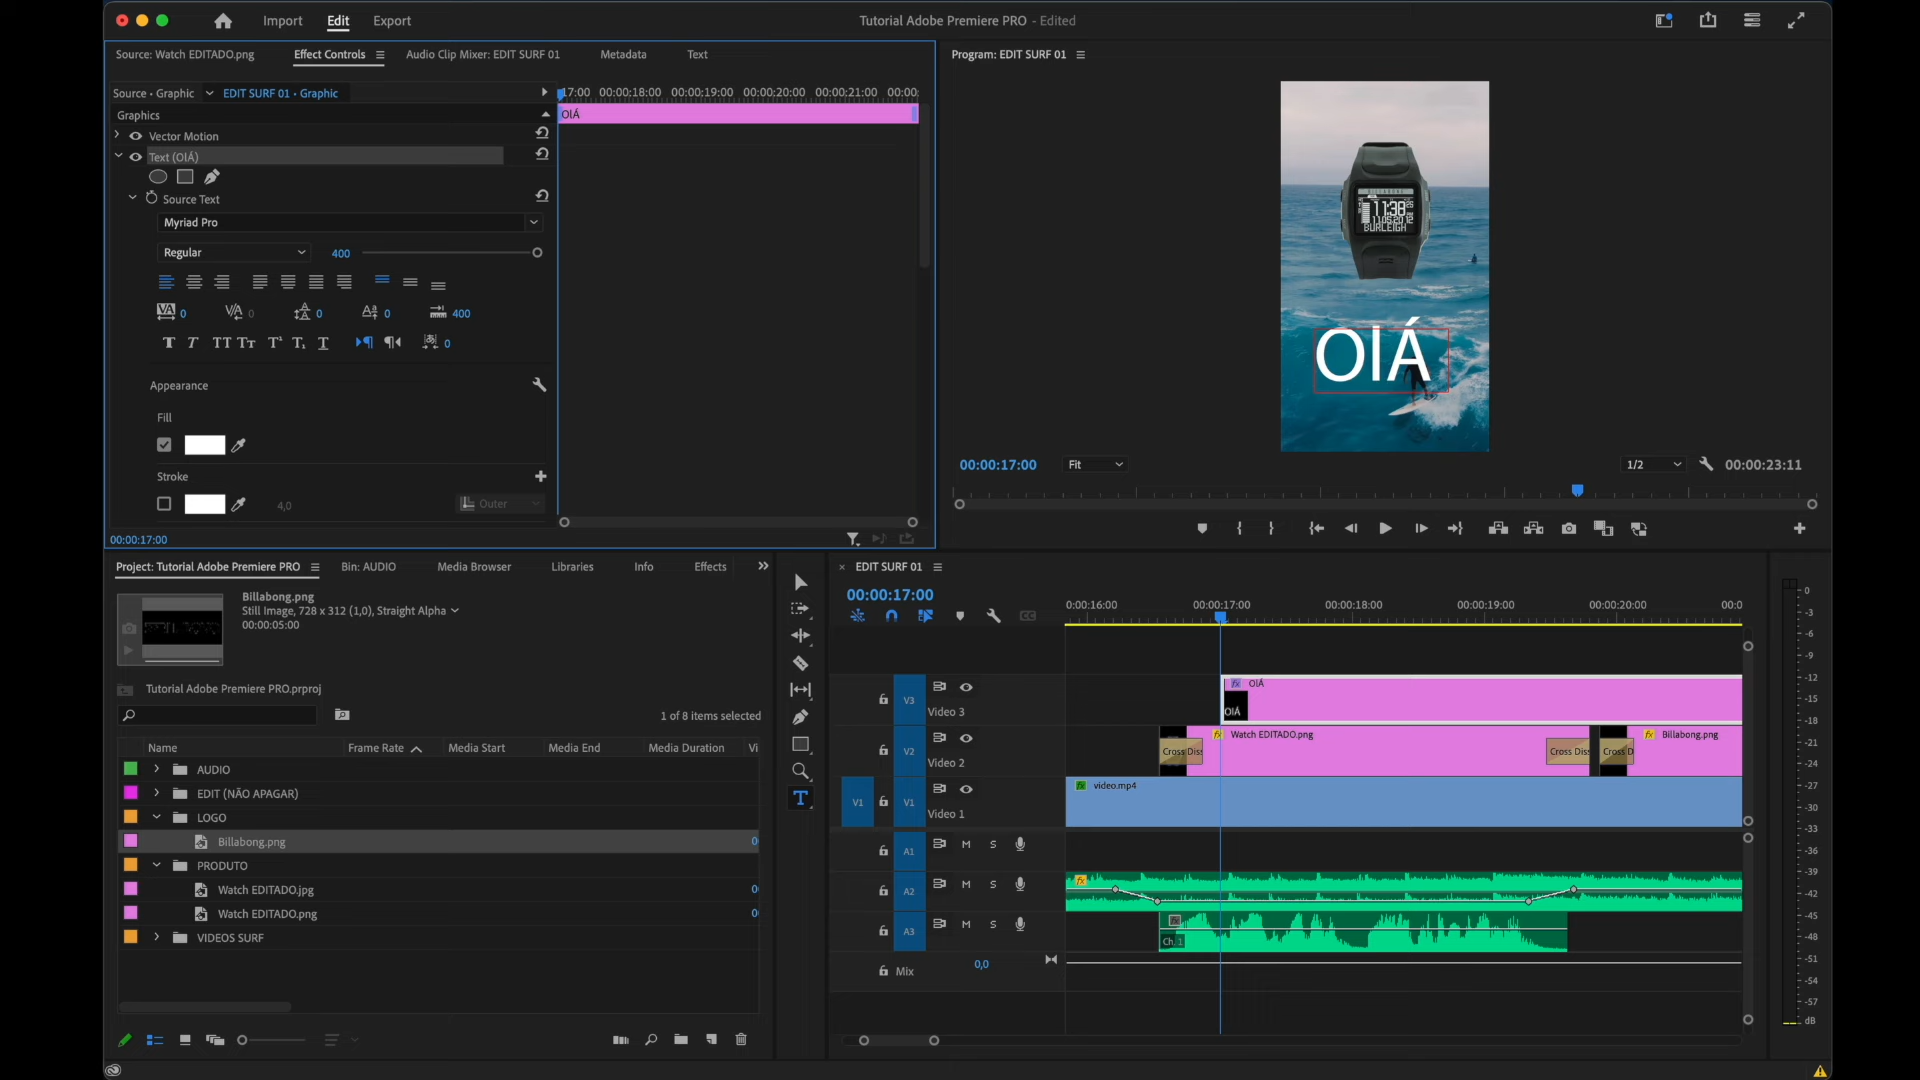 Import Edit Export
Tutorial Adobe Premiere PRO - Edited
Source: Watch EDITADO.png Effect Controls Audio Clip Mixer: EDIT SURF 01 Metadata Text
Source • Graphic EDIT SURF 01 • Graphic
17:00 00:00:18:00 00:00:19:00 00:00:20:00 00:00:21:00 00:00:
Graphics
OlÁ
Vector Motion
Text (OlÁ)
Source Text
Myriad Pro
Regular 400
0 0 0 0 400
0
Appearance
Fill
Stroke
4,0 Outer
00:00:17:00
Program: EDIT SURF 01
11:38
BURLEIGH
OlÁ
00:00:17:00 Fit 1/2 00:00:23:11
Project: Tutorial Adobe Premiere PRO Bin: AUDIO Media Browser Libraries Info Effects
Billabong.png
Still Image, 728 x 312 (1,0), Straight Alpha
00:00:05:00
Tutorial Adobe Premiere PRO.prproj
1 of 8 items selected
Name Frame Rate Media Start Media End Media Duration Vi
AUDIO
EDIT (NÃO APAGAR)
LOGO
Billabong.png 0
PRODUTO
Watch EDITADO.jpg 0
Watch EDITADO.png 0
VIDEOS SURF
EDIT SURF 01
00:00:17:00
0:00:16:00 00:00:17:00 00:00:18:00 00:00:19:00 00:00:20:00 00:0
V3 Video 3 fx OlÁ
OlÁ
V2 Video 2 Cross Diss fx Watch EDITADO.png Cross Diss Cross D fx Billabong.png
V1 V1 Video 1 fx video.mp4
A1 M S
A2 M S fx
A3 M S fx
Ch. 1
Mix 0,0
0
-3
-6
-9
-12
-15
-18
-21
-24
-27
-30
-33
-36
-39
-42
-45
-48
-51
-54
-57
dB